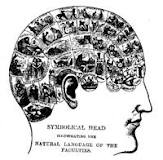 SYMBOLICAL HEAD
ILLUSTRATING THE
NATURAL LANGUAGE OF THE
FACULTIES.